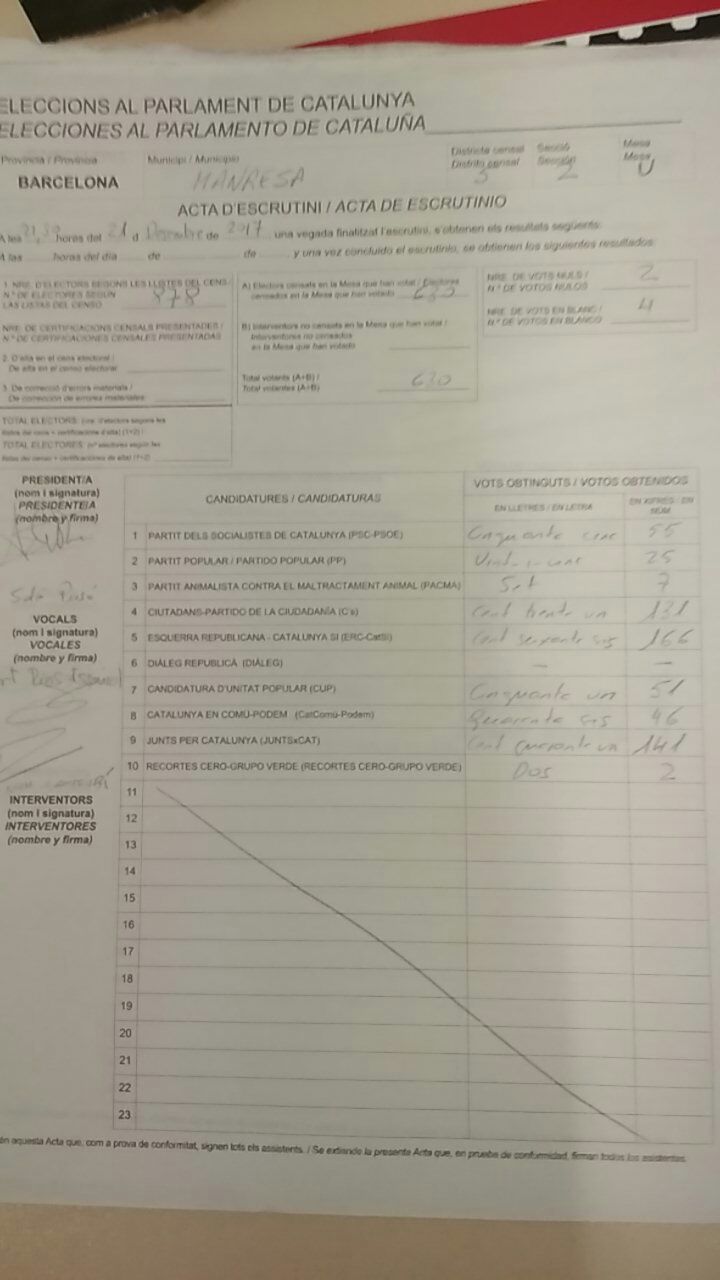 ELECCIONS AL PARLAMENT DE CATALUNYA
ELECCIONES AL PARLAMENTO DE CATALUÑA
Província / Provincia
Municipi / Municipio
Districte censal
Distrito censal
Secció
Sección
Mesa
Mesa
BARCELONA
MANRESA
2
U
ACTA D'ESCRUTINI / ACTA DE ESCRUTINIO
A les hores del 21 d Desembre de 2017, una vegada finalitzat l'escrutini, s'obtenen els resultats següents:
A las horas del día de de y una vez concluido el escrutinio, se obtienen los siguientes resultados:
1. NRE. D'ELECTORS SEGONS LES LLISTES DEL CENS /
N.º DE ELECTORES SEGÚN
LAS LISTAS DEL CENSO
878
NRE. DE CERTIFICACIONS CENSALS PRESENTADES /
N.º DE CERTIFICACIONES CENSALES PRESENTADAS
2. D'alta en el cens electoral /
De alta en el censo electoral
3. De correcció d'errors materials /
De corrección de errores materiales
TOTAL ELECTORS: (nre. d'electors segons les
llistes del cens + certificacions d'alta) (1+2) /
TOTAL ELECTORES: (nº electores según las
listas del censo + certificaciones de alta) (1+2)
A) Electors censats en la Mesa que han votat / Electores
censados en la Mesa que han votado
B) Interventors no censats en la Mesa que han votat /
Interventores no censados
en la Mesa que han votado
Total votants (A+B) /
Total votantes (A+B)
630
NRE. DE VOTS NULS /
N.º DE VOTOS NULOS
2
NRE. DE VOTS EN BLANC /
N.º DE VOTOS EN BLANCO
4
PRESIDENT/A
(nom i signatura)
PRESIDENTE/A
(nombre y firma)
VOCALS
(nom i signatura)
VOCALES
(nombre y firma)
INTERVENTORS
(nom i signatura)
INTERVENTORES
(nombre y firma)
CANDIDATURES / CANDIDATURAS
VOTS OBTINGUTS / VOTOS OBTENIDOS
EN LLETRES / EN LETRA
EN XIFRES / EN NÚM.
1 PARTIT DELS SOCIALISTES DE CATALUNYA (PSC-PSOE) Cinquanta cinc 55
2 PARTIT POPULAR / PARTIDO POPULAR (PP) Vint-i-cinc 25
3 PARTIT ANIMALISTA CONTRA EL MALTRACTAMENT ANIMAL (PACMA) Set 7
4 CIUTADANS-PARTIDO DE LA CIUDADANÍA (C's) Cent trenta un 131
5 ESQUERRA REPUBLICANA - CATALUNYA SÍ (ERC-CatSí) Cent seixanta sis 166
6 DIÀLEG REPUBLICÀ (DIÀLEG) — —
7 CANDIDATURA D'UNITAT POPULAR (CUP) Cinquanta un 51
8 CATALUNYA EN COMÚ-PODEM (CatComú-Podem) Quaranta sis 46
9 JUNTS PER CATALUNYA (JUNTSxCAT) Cent quaranta un 141
10 RECORTES CERO-GRUPO VERDE (RECORTES CERO-GRUPO VERDE) Dos 2
11
12
13
14
15
16
17
18
19
20
21
22
23
aquesta Acta que, com a prova de conformitat, signen tots els assistents. / Se extiende la presente Acta que, en prueba de conformidad, firman todos los asistentes.